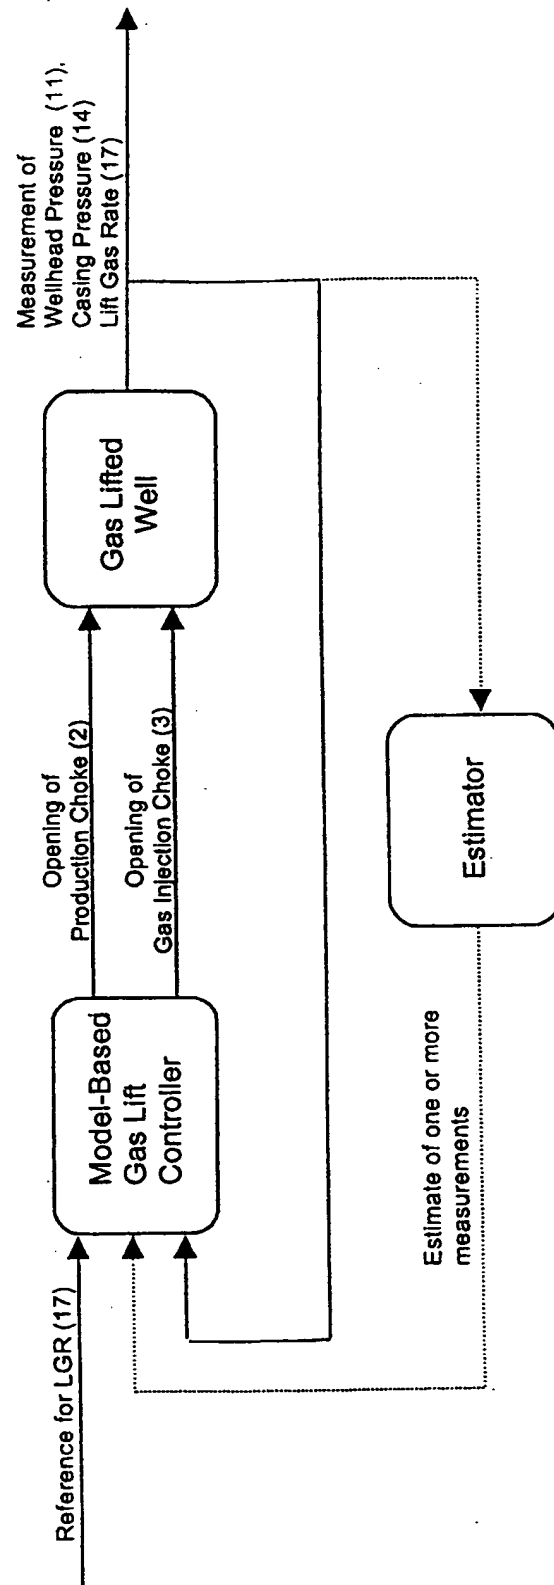 Reference for LGR (17)
Model-Based
Gas Lift
Controller
Opening of
Production Choke (2)
Opening of
Gas Injection Choke (3)
Gas Lifted
Well
Measurement of
Wellhead Pressure (11),
Casing Pressure (14)
Lift Gas Rate (17)
Estimator
Estimate of one or more
measurements